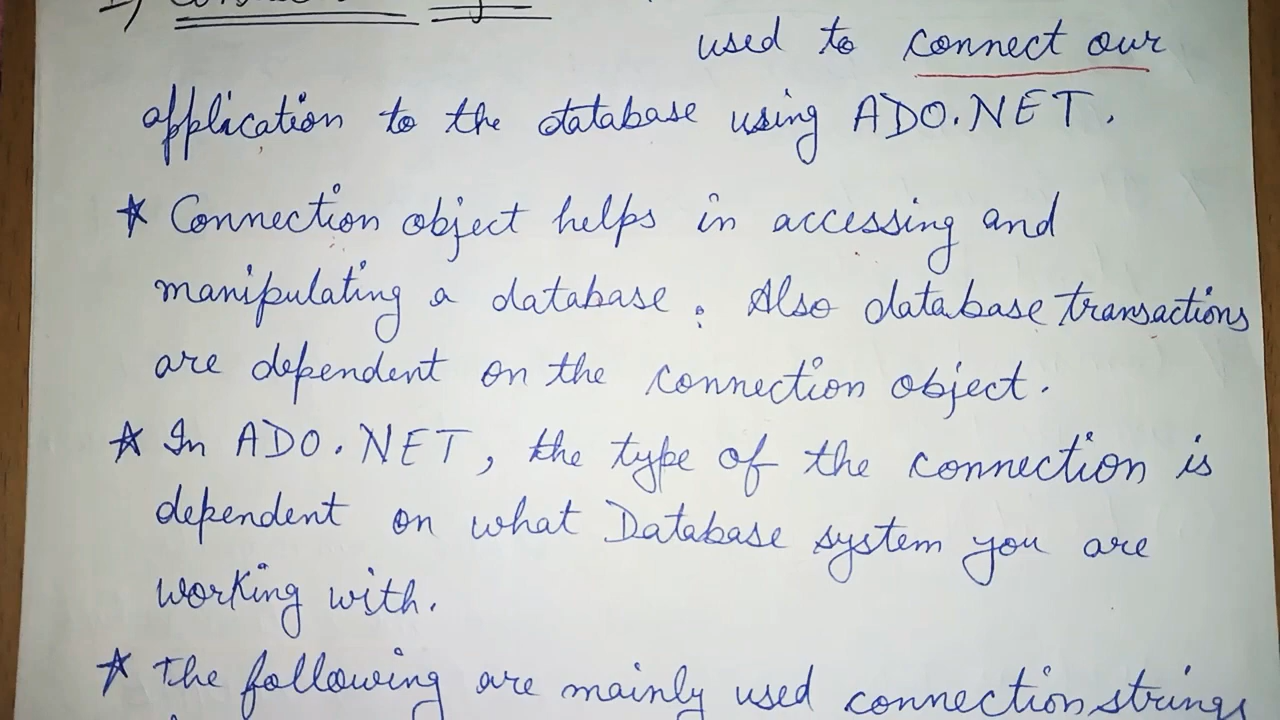 used to connect our
application to the database using ADO.NET.
★ Connection object helps in accessing and
manipulating a database. Also database transactions
are dependent on the connection object.
★ In ADO.NET, the type of the connection is
dependent on what Database system you are
working with.
★ The following are mainly used connection strings